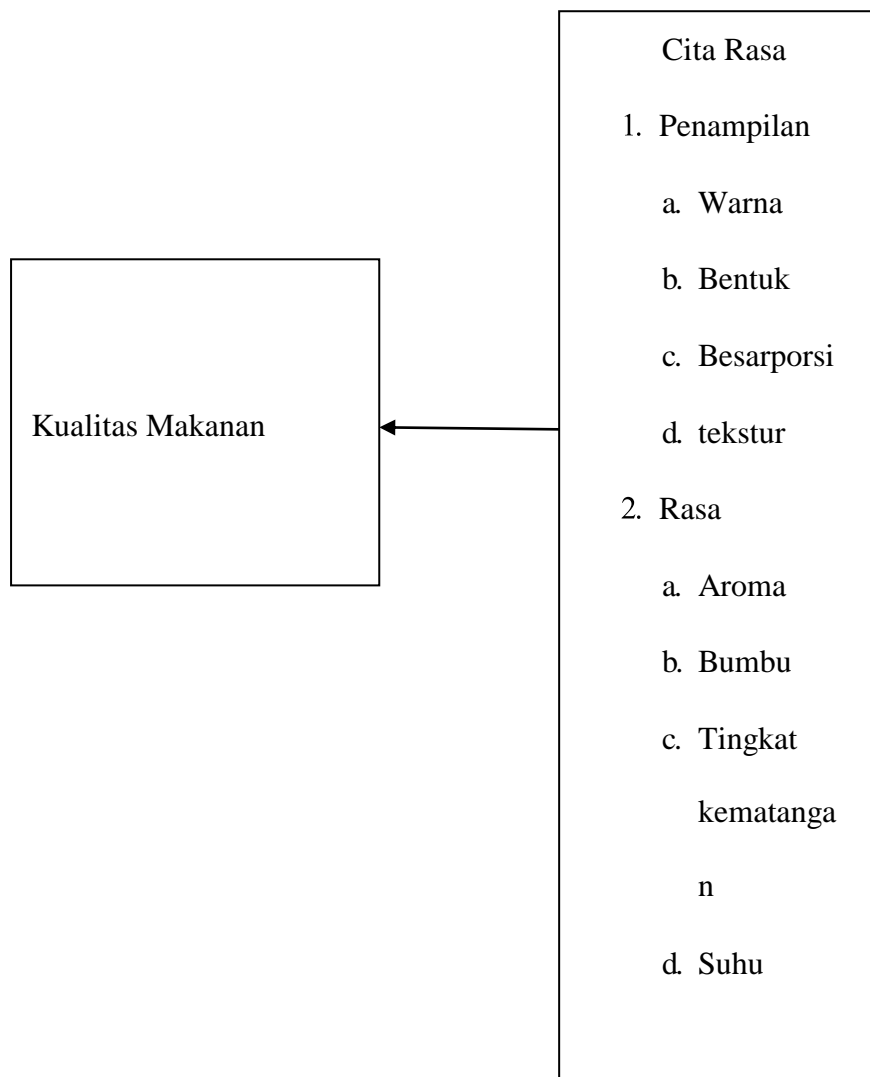 Kualitas Makanan
Cita Rasa
1. Penampilan
a. Warna
b. Bentuk
c. Besarporsi
d. tekstur
2. Rasa
a. Aroma
b. Bumbu
c. Tingkat
kematanga
n
d. Suhu